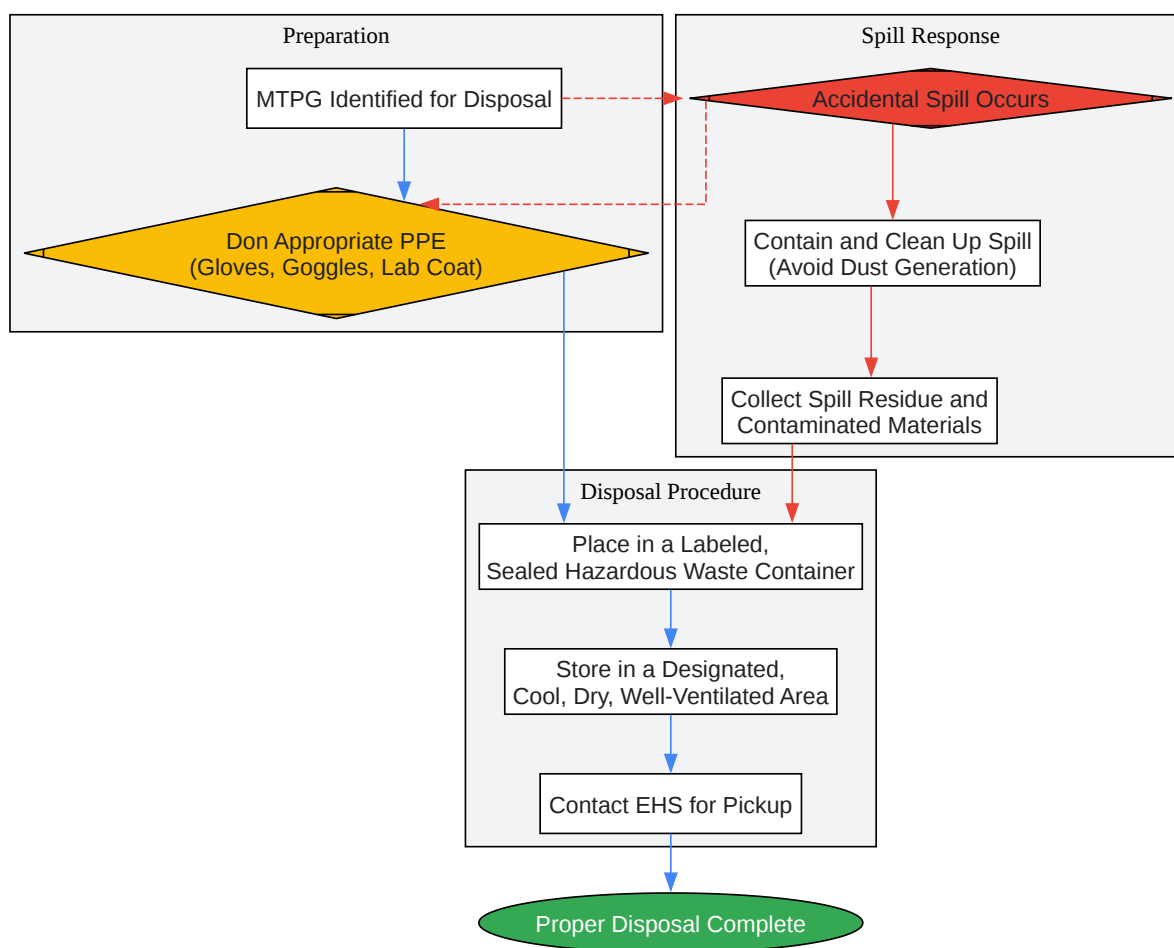 Preparation
MTPG Identified for Disposal
Don Appropriate PPE
(Gloves, Goggles, Lab Coat)
Spill Response
Accidental Spill Occurs
Contain and Clean Up Spill
(Avoid Dust Generation)
Collect Spill Residue and
Contaminated Materials
Disposal Procedure
Place in a Labeled,
Sealed Hazardous Waste Container
Store in a Designated,
Cool, Dry, Well-Ventilated Area
Contact EHS for Pickup
Proper Disposal Complete